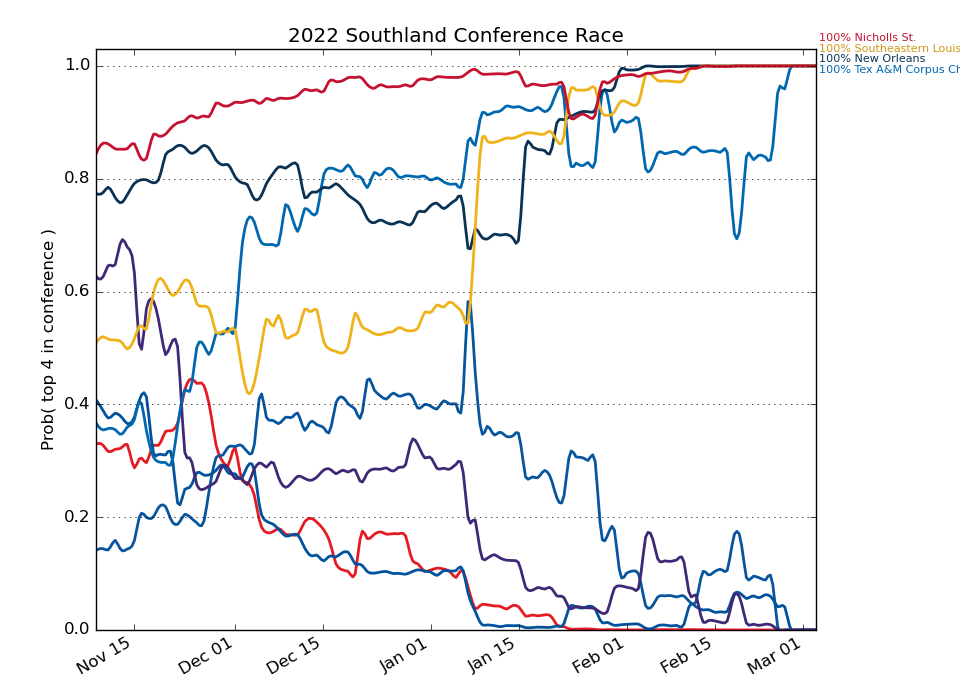 2022 Southland Conference Race
100% Nicholls St.
100% Southeastern Louis
100% New Orleans
100% Tex A&M Corpus Ch
Prob( top 4 in conference )
1.0
0.8
0.6
0.4
0.2
0.0
Nov 15
Dec 01
Dec 15
Jan 01
Jan 15
Feb 01
Feb 15
Mar 01